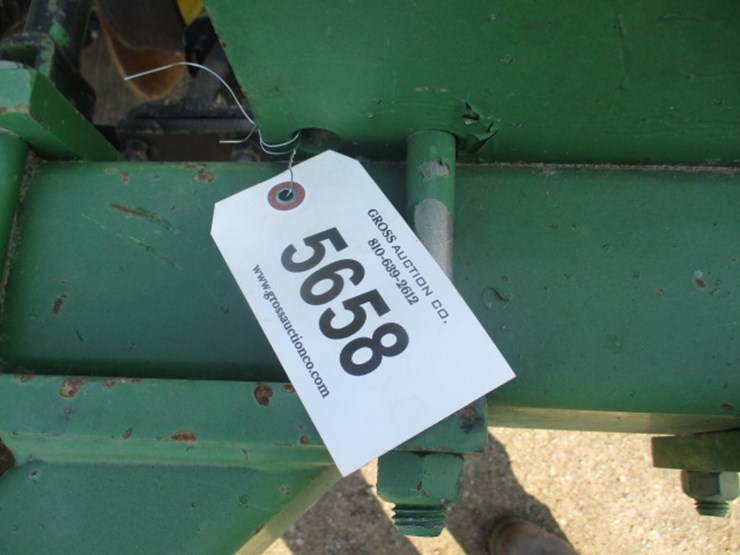 GROSS AUCTION CO.
810-639-2612
5658
www.grossauctionco.com